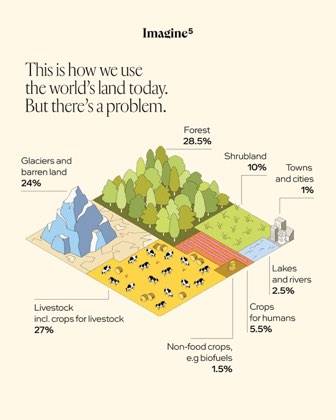 Imagine5
This is how we use
the world's land today.
But there's a problem.
Forest
28.5%
Shrubland
10%
Glaciers and
barren land
24%
Towns
and cities
1%
Lakes
and rivers
2.5%
Livestock
incl. crops for livestock
27%
Crops
for humans
5.5%
Non-food crops,
e.g biofuels
1.5%